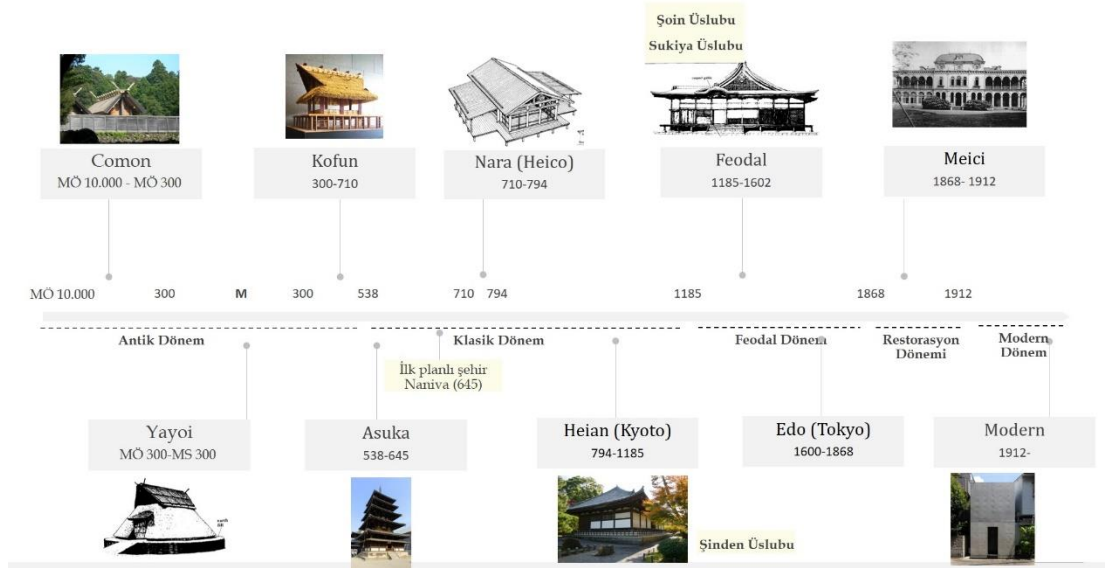 Şoin Üslubu
Sukiya Üslubu
Comon
MÖ 10.000 - MÖ 300
Kofun
300-710
Nara (Heico)
710-794
Feodal
1185-1602
Meici
1868- 1912
MÖ 10.000 300 M 300 538 710 794 1185 1868 1912
Antik Dönem Klasik Dönem Feodal Dönem Restorasyon Dönemi Modern Dönem
İlk planlı şehir
Naniva (645)
Yayoi
MÖ 300-MS 300
Asuka
538-645
Heian (Kyoto)
794-1185
Edo (Tokyo)
1600-1868
Modern
1912-
Şinden Üslubu